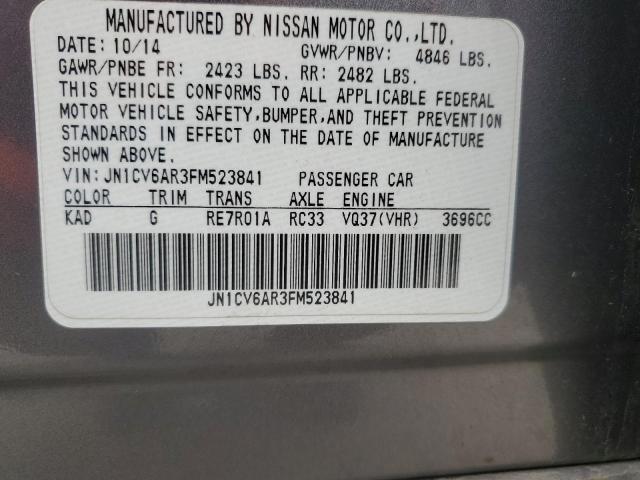 MANUFACTURED BY NISSAN MOTOR CO.,LTD.
DATE: 10/14 GVWR/PNBV: 4846 LBS.
GAWR/PNBE FR: 2423 LBS. RR: 2482 LBS.
THIS VEHICLE CONFORMS TO ALL APPLICABLE FEDERAL
MOTOR VEHICLE SAFETY,BUMPER,AND THEFT PREVENTION
STANDARDS IN EFFECT ON THE DATE OF MANUFACTURE
SHOWN ABOVE.
VIN:JN1CV6AR3FM523841 PASSENGER CAR
COLOR TRIM TRANS AXLE ENGINE
KAD G RE7R01A RC33 VQ37(VHR) 3696CC
JN1CV6AR3FM523841